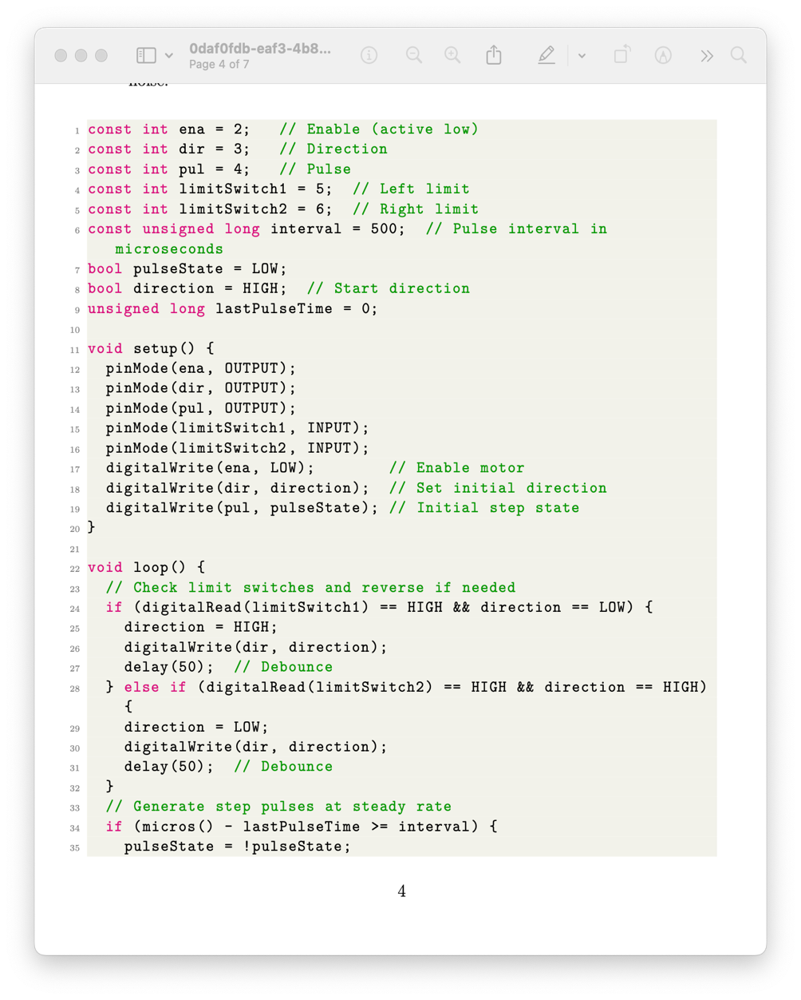 0daf0fdb-eaf3-4b8...
Page 4 of 7
noise.
1 const int ena = 2;   // Enable (active low)
2 const int dir = 3;   // Direction
3 const int pul = 4;   // Pulse
4 const int limitSwitch1 = 5;  // Left limit
5 const int limitSwitch2 = 6;  // Right limit
6 const unsigned long interval = 500;  // Pulse interval in
microseconds
7 bool pulseState = LOW;
8 bool direction = HIGH;  // Start direction
9 unsigned long lastPulseTime = 0;
10
11 void setup() {
12   pinMode(ena, OUTPUT);
13   pinMode(dir, OUTPUT);
14   pinMode(pul, OUTPUT);
15   pinMode(limitSwitch1, INPUT);
16   pinMode(limitSwitch2, INPUT);
17   digitalWrite(ena, LOW);        // Enable motor
18   digitalWrite(dir, direction);  // Set initial direction
19   digitalWrite(pul, pulseState); // Initial step state
20 }
21
22 void loop() {
23   // Check limit switches and reverse if needed
24   if (digitalRead(limitSwitch1) == HIGH && direction == LOW) {
25     direction = HIGH;
26     digitalWrite(dir, direction);
27     delay(50);  // Debounce
28   } else if (digitalRead(limitSwitch2) == HIGH && direction == HIGH)
{
29     direction = LOW;
30     digitalWrite(dir, direction);
31     delay(50);  // Debounce
32   }
33   // Generate step pulses at steady rate
34   if (micros() - lastPulseTime >= interval) {
35     pulseState = !pulseState;
4